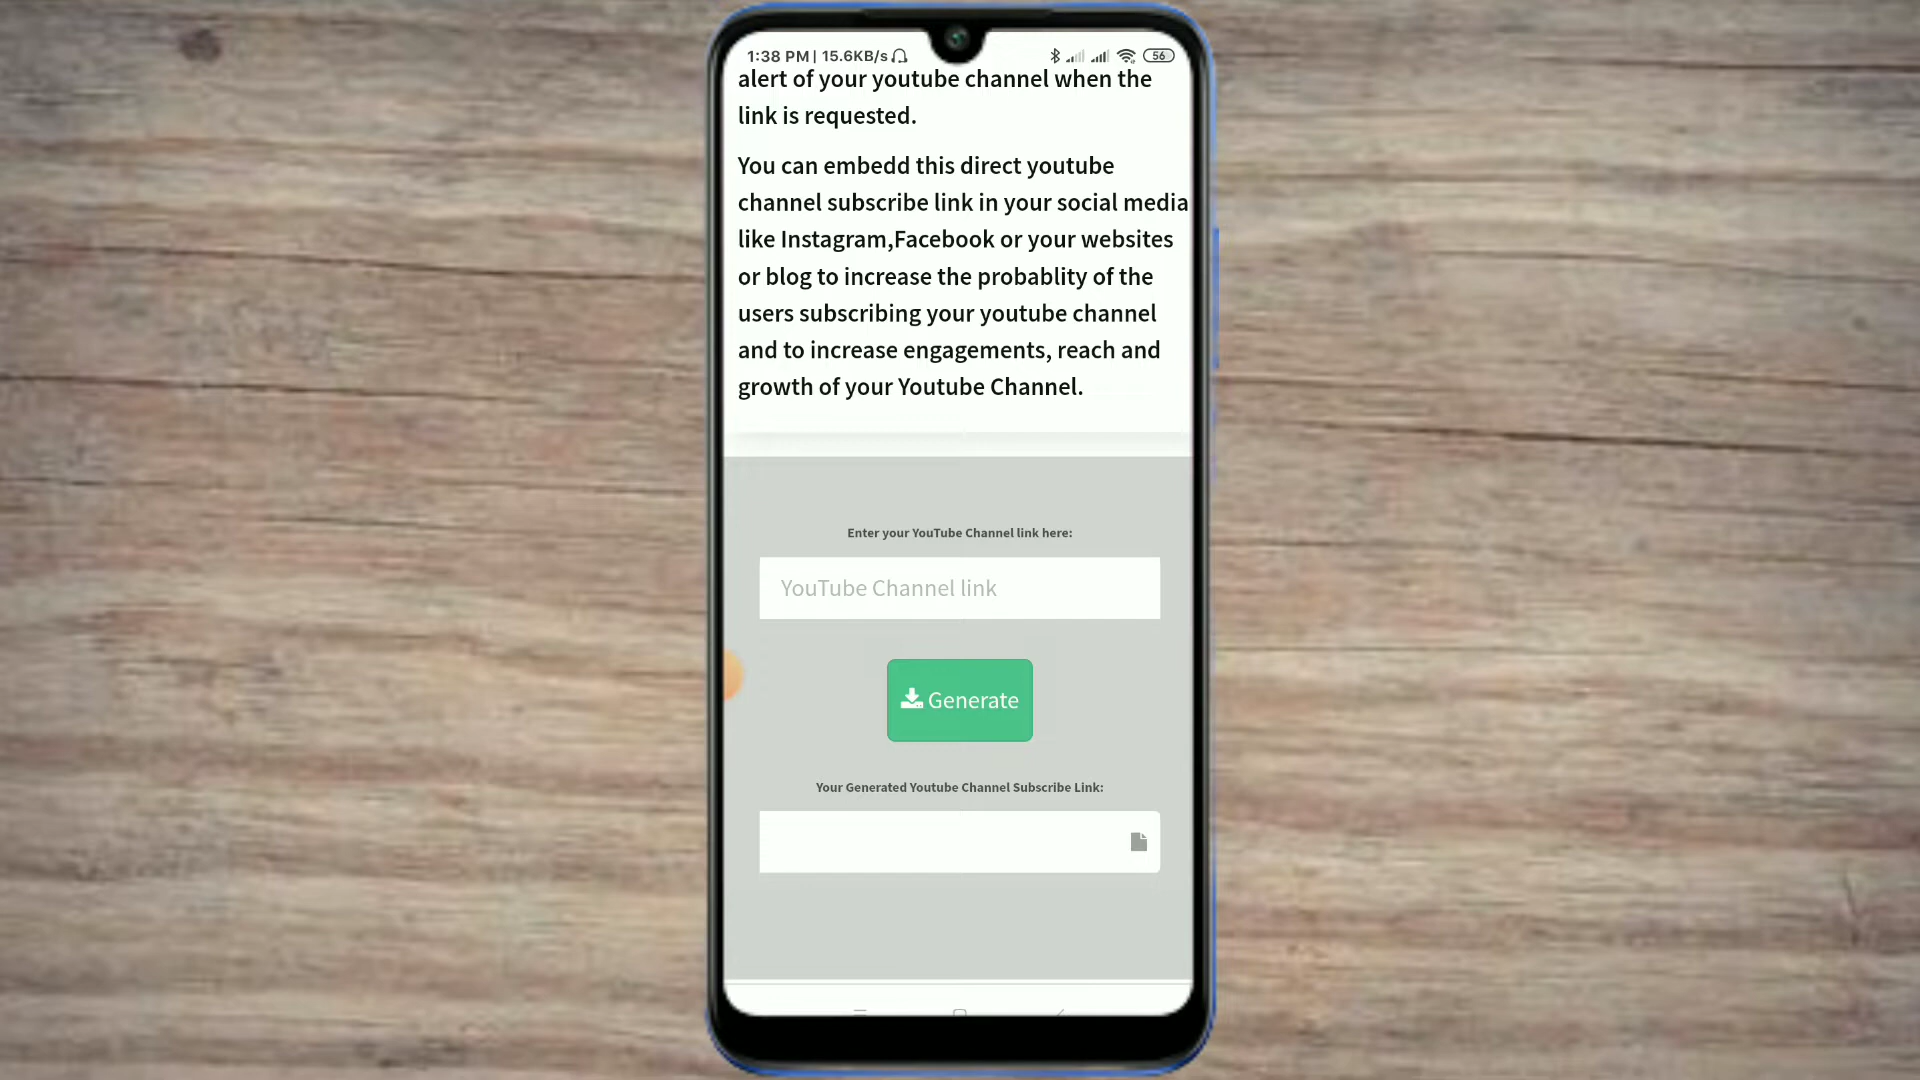 1:38 PM | 15.6KB/s 56
alert of your youtube channel when the
link is requested.
You can embedd this direct youtube
channel subscribe link in your social media
like Instagram,Facebook or your websites
or blog to increase the probablity of the
users subscribing your youtube channel
and to increase engagements, reach and
growth of your Youtube Channel.
Enter your YouTube Channel link here:
YouTube Channel link
Generate
Your Generated Youtube Channel Subscribe Link: